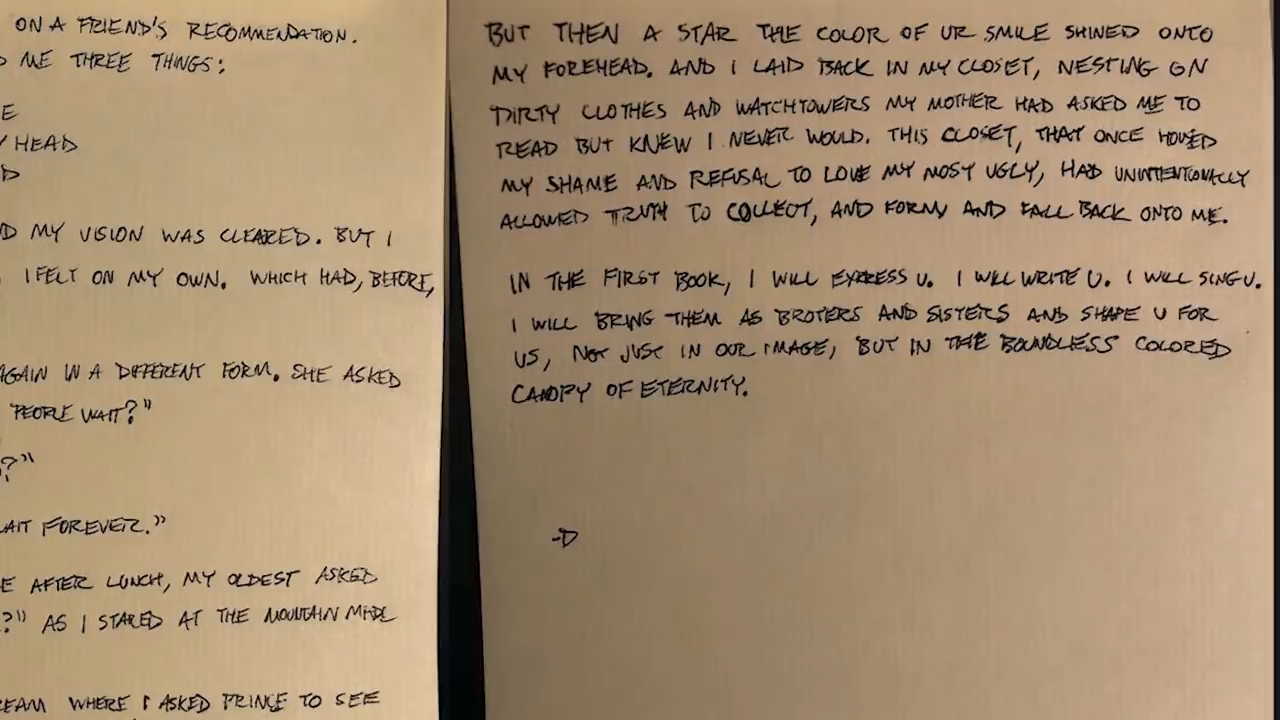 ON A FRIEND'S RECOMMENDATION.
ME THREE THINGS:
HEAD
MY VISION WAS CLEARED. BUT I
I FELT ON MY OWN. WHICH HAD, BEFORE,
AGAIN IN A DIFFERENT FORM. SHE ASKED
PEOPLE WAIT?"
?"
FOREVER."
AFTER LUNCH, MY OLDEST ASKED
?" AS I STARED AT THE MOUNTAIN MADE
WHERE I ASKED PRINCE TO SEE
BUT THEN A STAR THE COLOR OF UR SMILE SHINED ONTO
MY FOREHEAD. AND I LAID BACK IN MY CLOSET, NESTING ON
DIRTY CLOTHES AND WATCHTOWERS MY MOTHER HAD ASKED ME TO
READ BUT KNEW I NEVER WOULD. THIS CLOSET, THAT ONCE HOUSED
MY SHAME AND REFUSAL TO LOVE MY MOST UGLY, HAD UNINTENTIONALLY
ALLOWED TRUTH TO COLLECT, AND FORM, AND FALL BACK ONTO ME.
IN THE FIRST BOOK, I WILL EXPRESS U. I WILL WRITE U. I WILL SING U.
I WILL BRING THEM AS BROTERS AND SISTERS AND SHAPE U FOR
US, NOT JUST IN OUR IMAGE, BUT IN THE BOUNDLESS COLORED
CANOPY OF ETERNITY.
-D